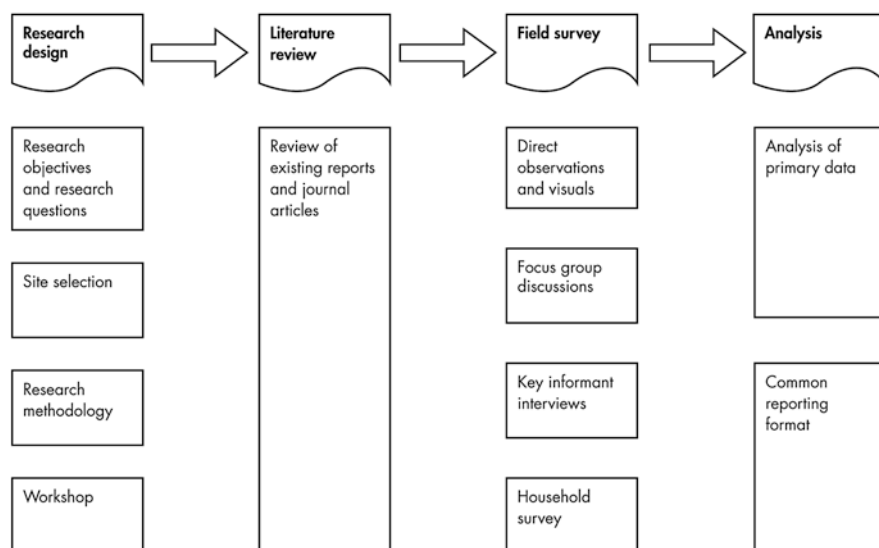 Research
design
Literature
review
Field survey
Analysis
Research
objectives
and research
questions
Site selection
Research
methodology
Workshop
Review of
existing reports
and journal
articles
Direct
observations
and visuals
Focus group
discussions
Key informant
interviews
Household
survey
Analysis of
primary data
Common
reporting
format